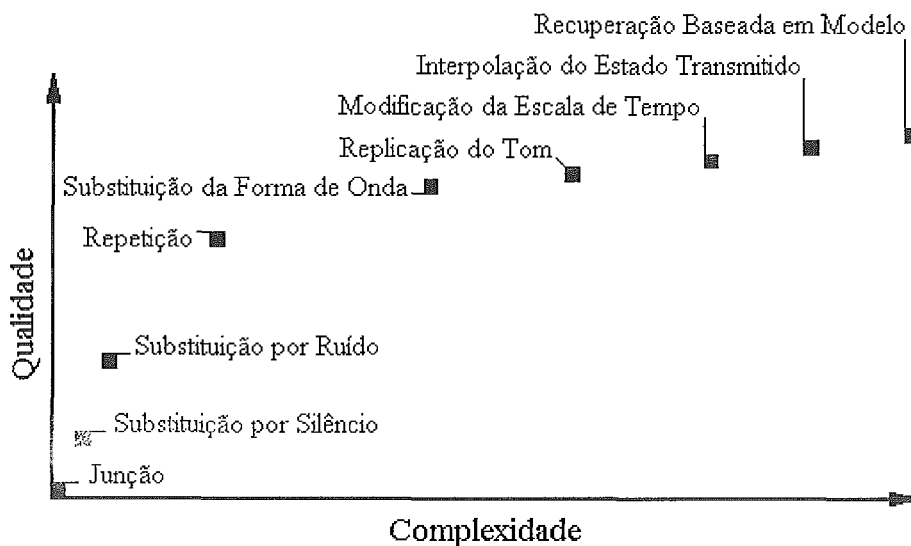 Recuperação Baseada em Modelo
Interpolação do Estado Transmitido
Modificação da Escala de Tempo
Replicação do Tom
Substituição da Forma de Onda
Repetição
Substituição por Ruído
Substituição por Silêncio
Junção
Qualidade
Complexidade